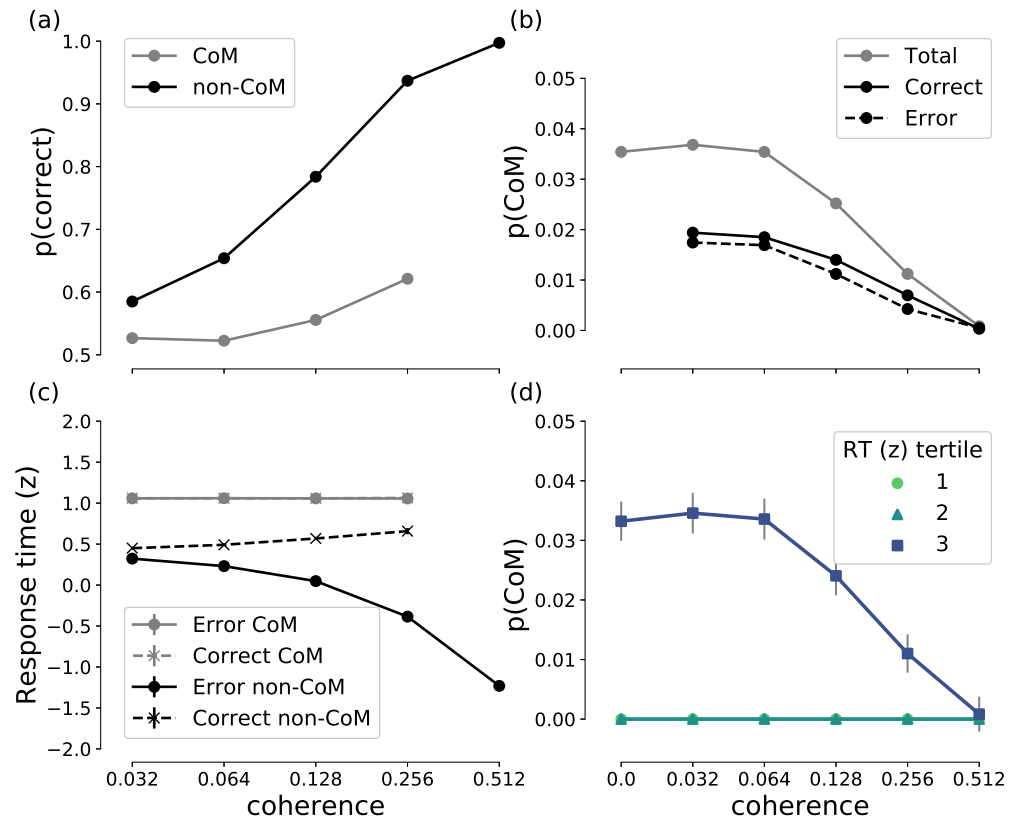 (a)
CoM
non-CoM
1.0
0.9
0.8
0.7
0.6
0.5
p(correct)
(b)
Total
Correct
Error
0.05
0.04
0.03
0.02
0.01
0.00
p(CoM)
(c)
2.0
1.5
1.0
0.5
0.0
−0.5
−1.0
−1.5
−2.0
Response time (z)
Error CoM
Correct CoM
Error non-CoM
Correct non-CoM
0.032 0.064 0.128 0.256 0.512
coherence
(d)
RT (z) tertile
1
2
3
0.05
0.04
0.03
0.02
0.01
0.00
p(CoM)
0.0 0.032 0.064 0.128 0.256 0.512
coherence